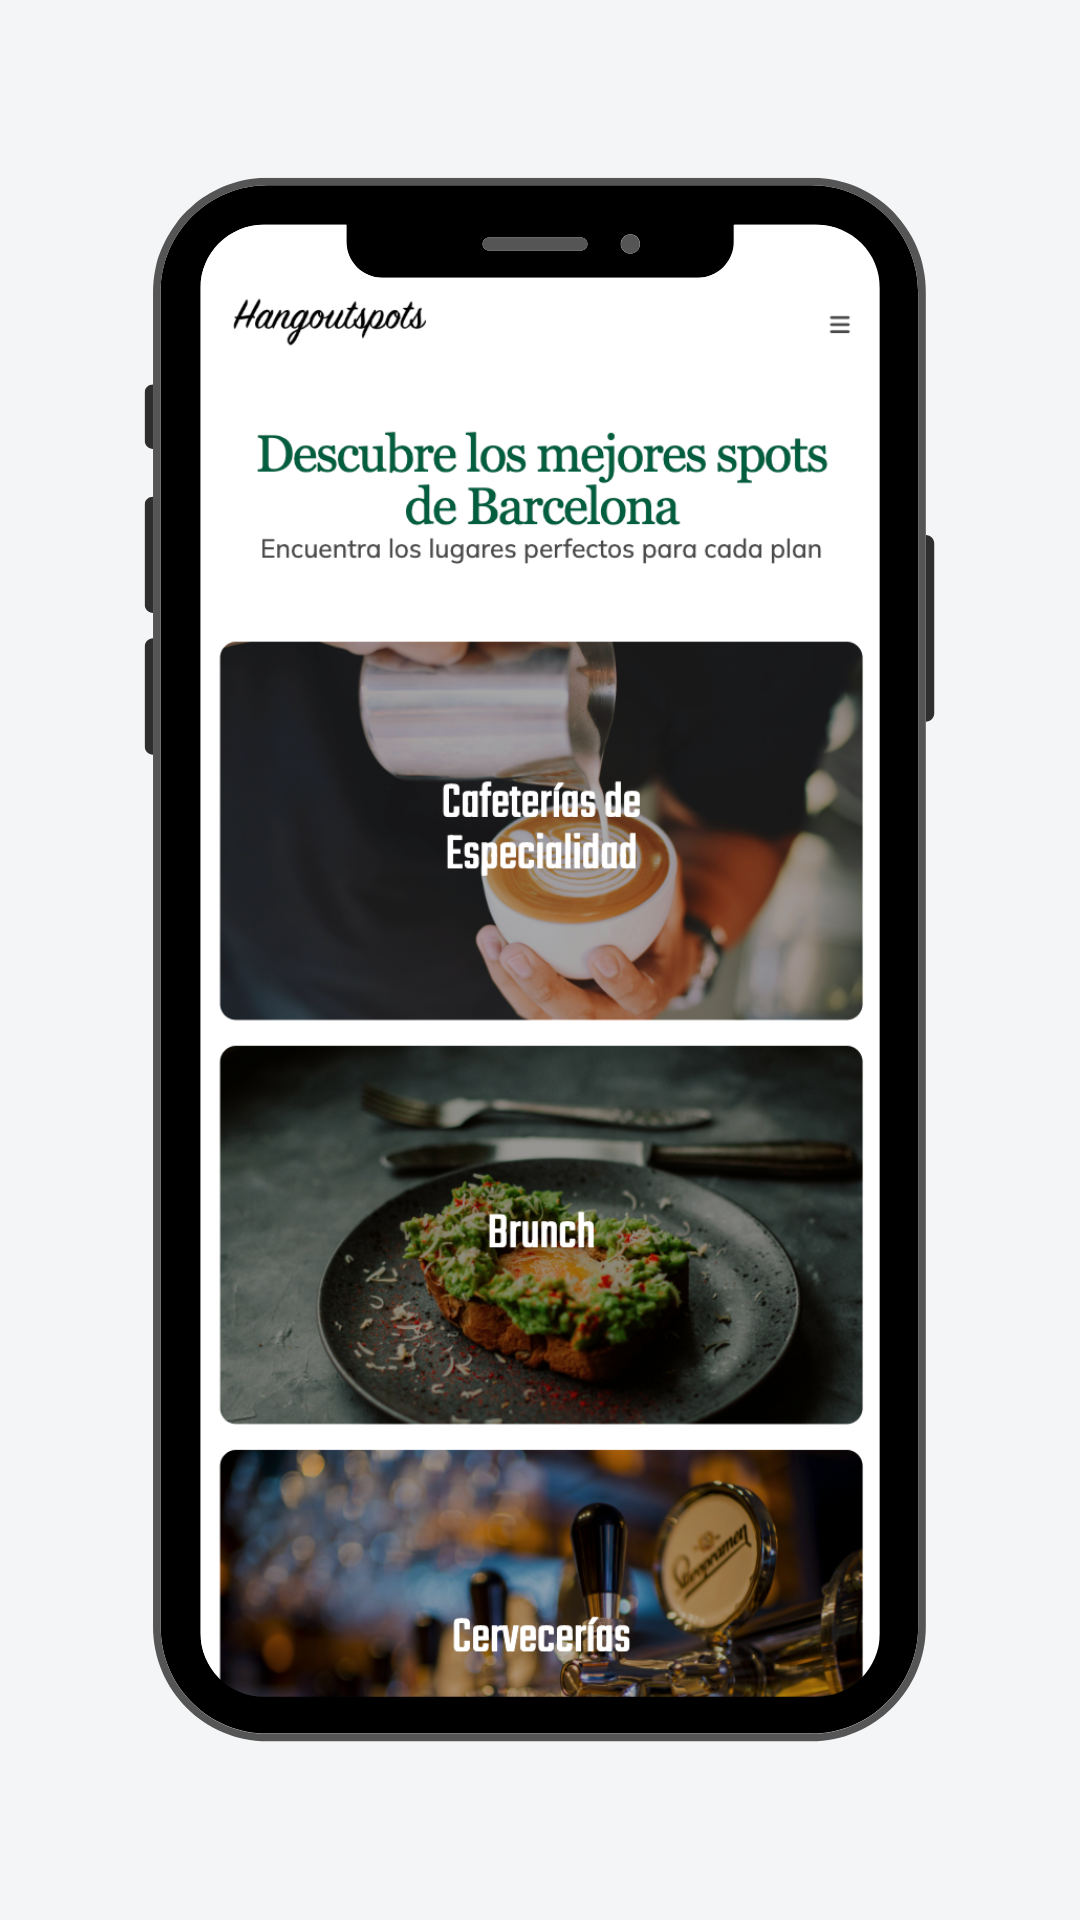 Hangoutspots
Descubre los mejores spots
de Barcelona
Encuentra los lugares perfectos para cada plan
Cafeterías de
Especialidad
Brunch
Staropramen
Cervecerías